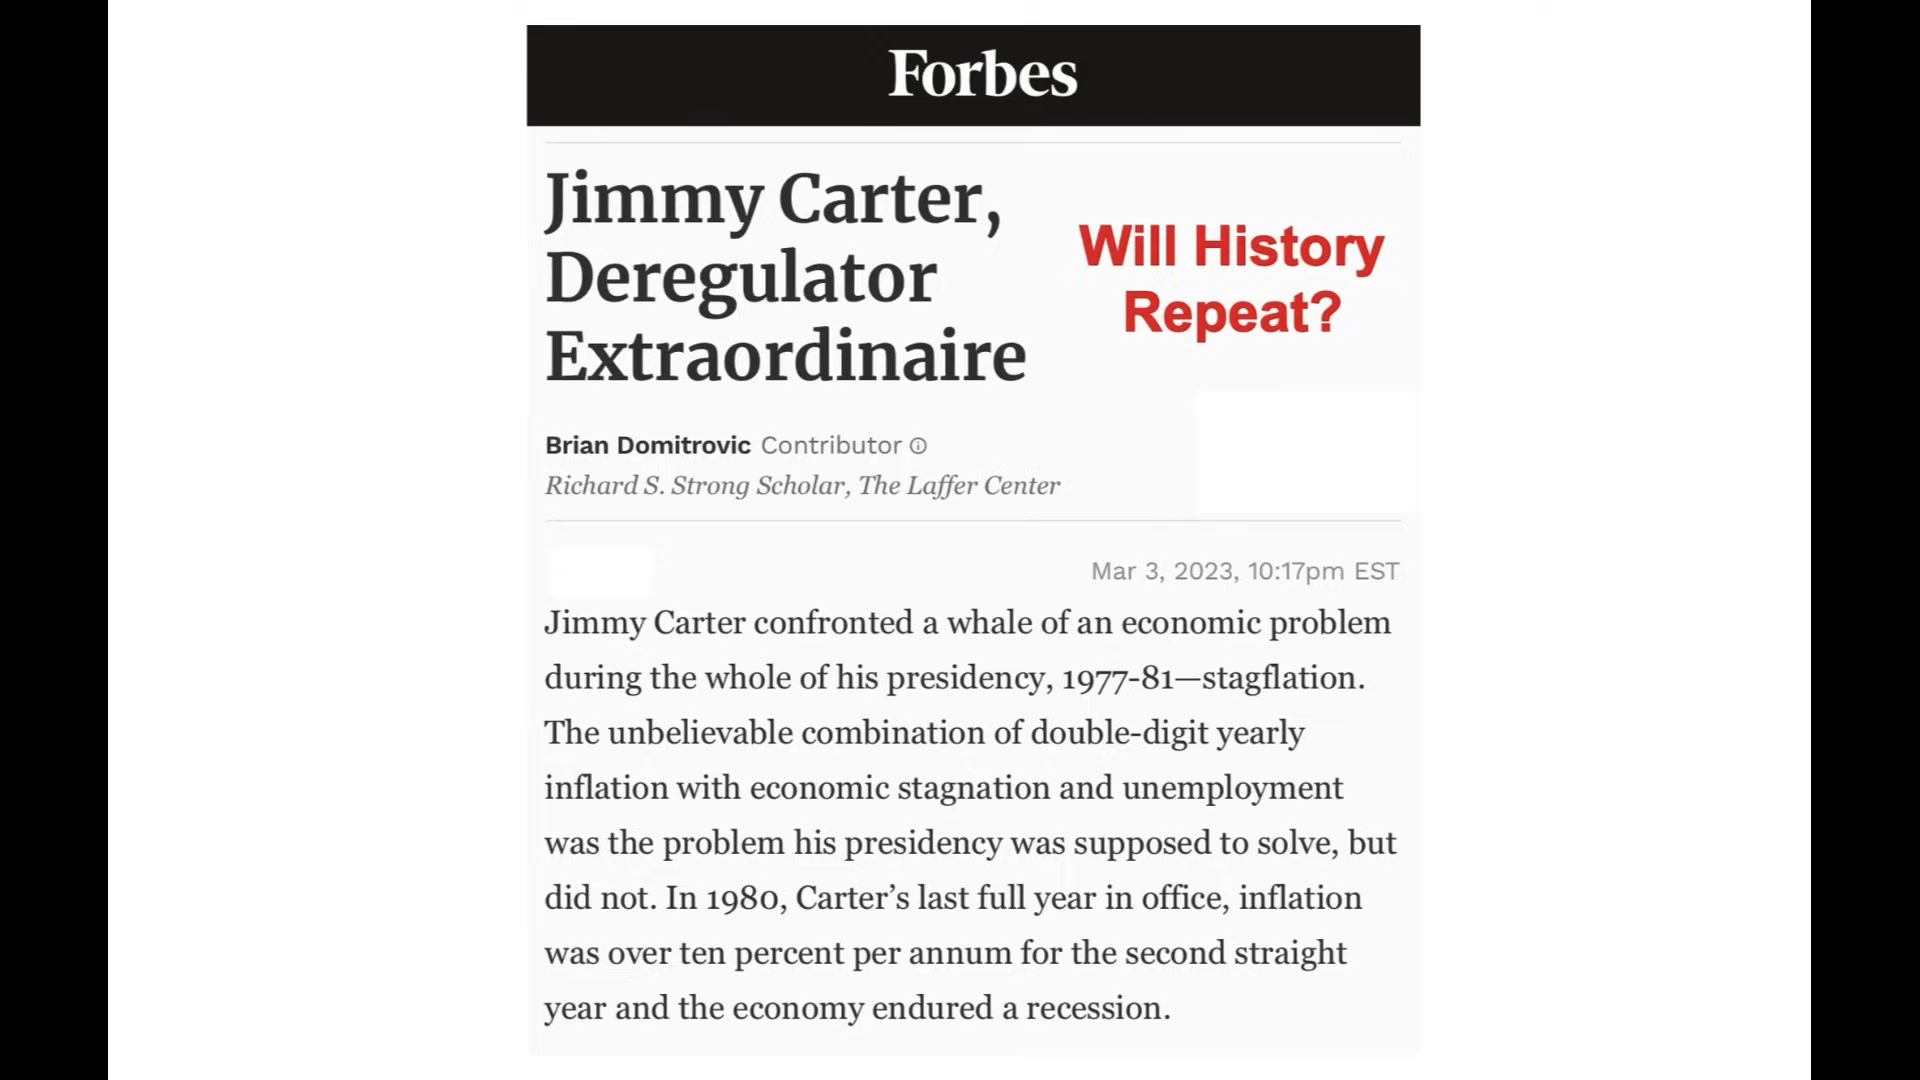 Forbes
Jimmy Carter,
Deregulator
Extraordinaire
Will History
Repeat?
Brian Domitrovic Contributor
Richard S. Strong Scholar, The Laffer Center
Mar 3, 2023, 10:17pm EST
Jimmy Carter confronted a whale of an economic problem
during the whole of his presidency, 1977-81—stagflation.
The unbelievable combination of double-digit yearly
inflation with economic stagnation and unemployment
was the problem his presidency was supposed to solve, but
did not. In 1980, Carter’s last full year in office, inflation
was over ten percent per annum for the second straight
year and the economy endured a recession.